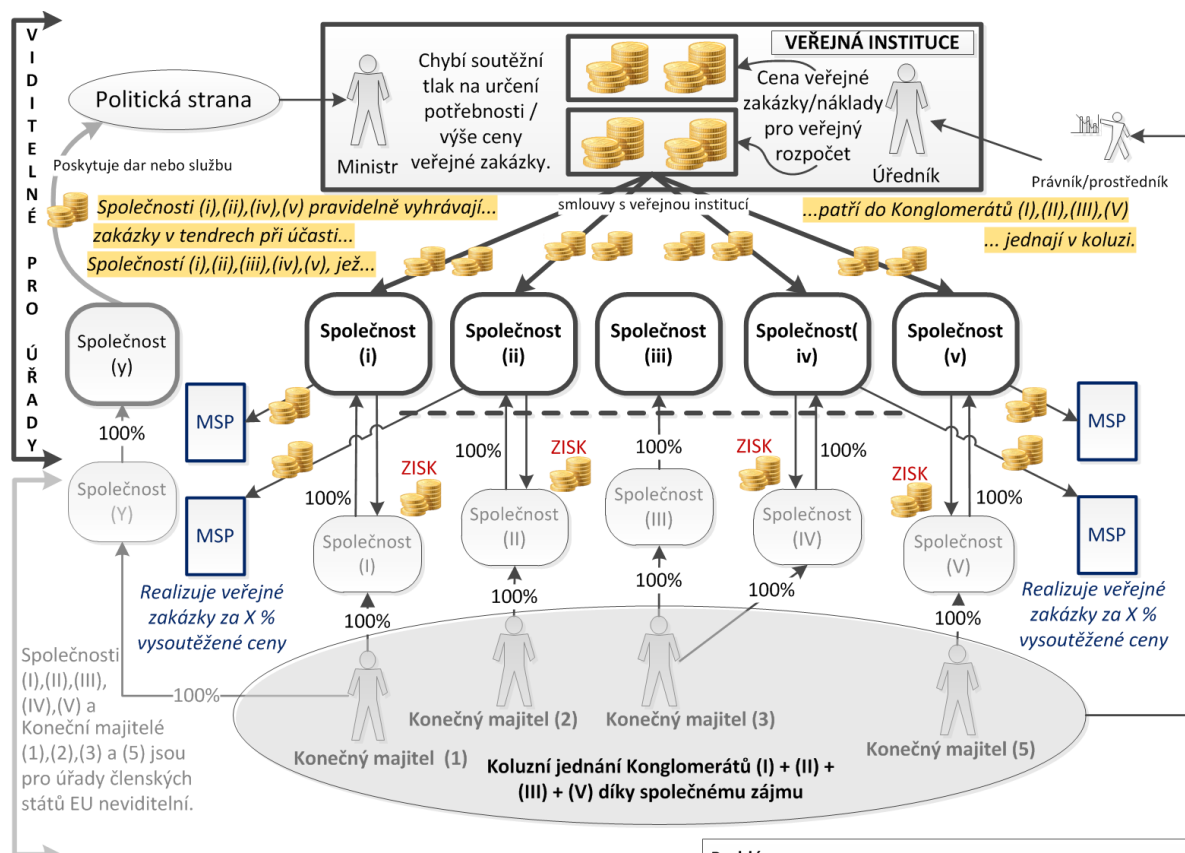 VIDITELNÉ PRO ÚŘADY
VEŘEJNÁ INSTITUCE
Politická strana
Ministr
Chybí soutěžní
tlak na určení
potřebnosti /
výše ceny
veřejné zakázky.
Cena veřejné
zakázky/náklady
pro veřejný
rozpočet
Úředník
Právník/prostředník
Poskytuje dar nebo službu
Společnosti (i),(ii),(iv),(v) pravidelně vyhrávají...
zakázky v tendrech při účasti...
Společností (i),(ii),(iii),(iv),(v), jež...
smlouvy s veřejnou institucí
...patří do Konglomerátů (I),(II),(III),(V)
... jednají v koluzi.
Společnost
(y)
Společnost
(i)
Společnost
(ii)
Společnost
(iii)
Společnost(
iv)
Společnost
(v)
MSP
MSP
100%
100%
100%
100%
100%
100%
ZISK
ZISK
ZISK
ZISK
Společnost
(Y)
Společnost
(I)
Společnost
(II)
Společnost
(III)
Společnost
(IV)
Společnost
(V)
MSP
MSP
Realizuje veřejné
zakázky za X %
vysoutěžené ceny
Realizuje veřejné
zakázky za X %
vysoutěžené ceny
100%
100%
100%
100%
100%
100%
Společnosti
(I),(II),(III),
(IV),(V) a
Koneční majitelé
(1),(2),(3) a (5) jsou
pro úřady členských
států EU neviditelní.
Konečný majitel (1)
Konečný majitel (2)
Konečný majitel (3)
Konečný majitel (5)
Koluzní jednání Konglomerátů (I) + (II) +
(III) + (V) díky společnému zájmu